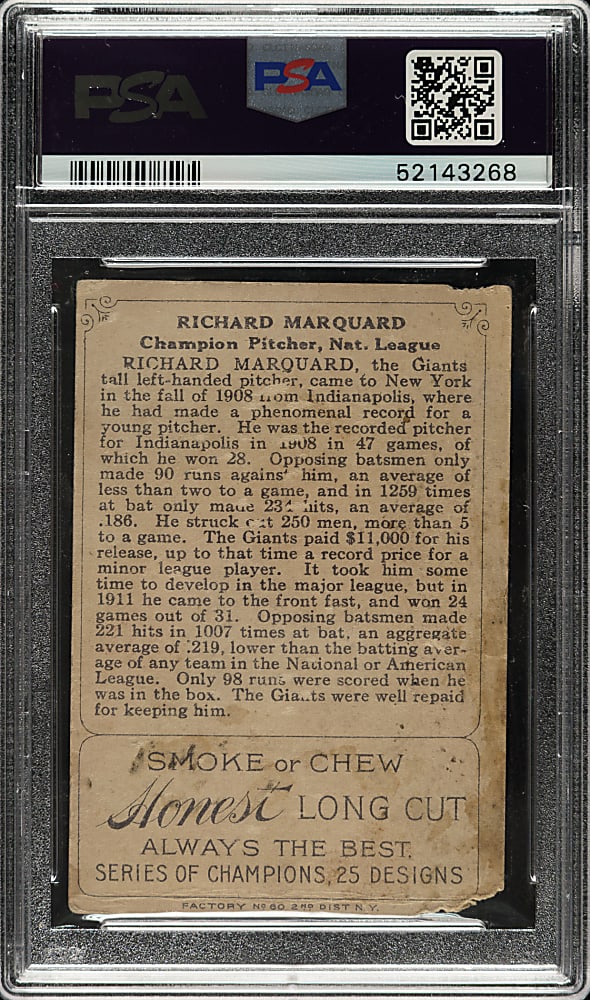 PSA
PSA
52143268
RICHARD MARQUARD
Champion Pitcher, Nat. League
RICHARD MARQUARD, the Giants
tall left-handed pitcher, came to New York
in the fall of 1908 from Indianapolis, where
he had made a phenomenal record for a
young pitcher. He was the recorded pitcher
for Indianapolis in 1908 in 47 games, of
which he won 28. Opposing batsmen only
made 90 runs against him, an average of
less than two to a game, and in 1259 times
at bat only made 234 hits, an average of
.186. He struck out 250 men, more than 5
to a game. The Giants paid $11,000 for his
release, up to that time a record price for a
minor league player. It took him some
time to develop in the major league, but in
1911 he came to the front fast, and won 24
games out of 31. Opposing batsmen made
221 hits in 1007 times at bat, an aggregate
average of .219, lower than the batting aver-
age of any team in the National or American
League. Only 98 runs were scored when he
was in the box. The Giants were well repaid
for keeping him.
SMOKE or CHEW
Honest LONG CUT
ALWAYS THE BEST.
SERIES OF CHAMPIONS, 25 DESIGNS
FACTORY No 60 2ND DIST N.Y.